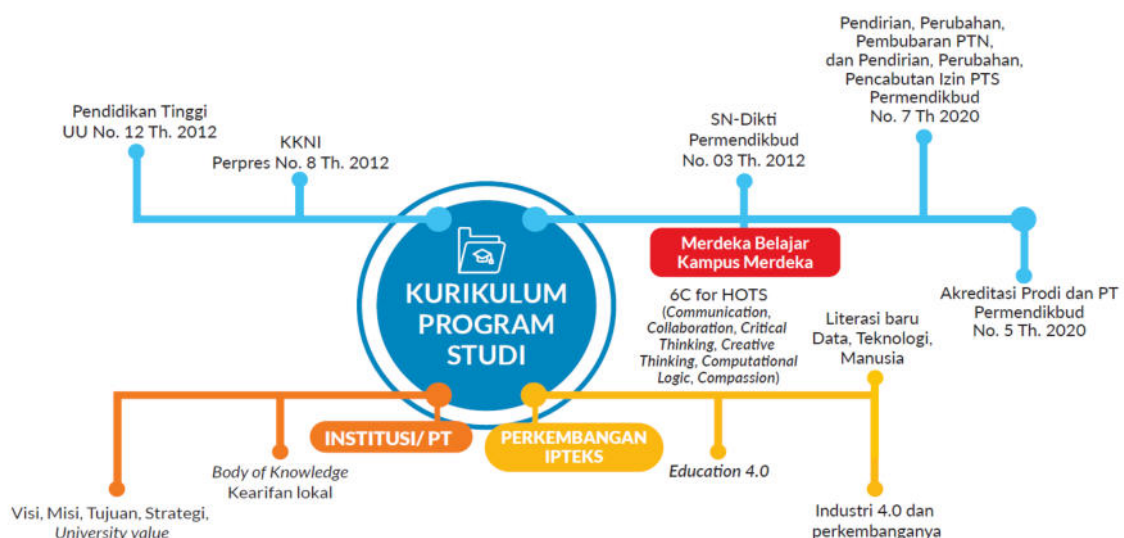 Pendidikan Tinggi
UU No. 12 Th. 2012
KKNI
Perpres No. 8 Th. 2012
SN-Dikti
Permendikbud
No. 03 Th. 2012
Pendirian, Perubahan,
Pembubaran PTN,
dan Pendirian, Perubahan,
Pencabutan Izin PTS
Permendikbud
No. 7 Th 2020
Merdeka Belajar
Kampus Merdeka
Akreditasi Prodi dan PT
Permendikbud
No. 5 Th. 2020
KURIKULUM
PROGRAM
STUDI
6C for HOTS
(Communication,
Collaboration, Critical
Thinking, Creative
Thinking, Computational
Logic, Compassion)
Literasi baru
Data, Teknologi,
Manusia
INSTITUSI/ PT
PERKEMBANGAN
IPTEKS
Body of Knowledge
Kearifan lokal
Visi, Misi, Tujuan, Strategi,
University value
Education 4.0
Industri 4.0 dan
perkembanganya